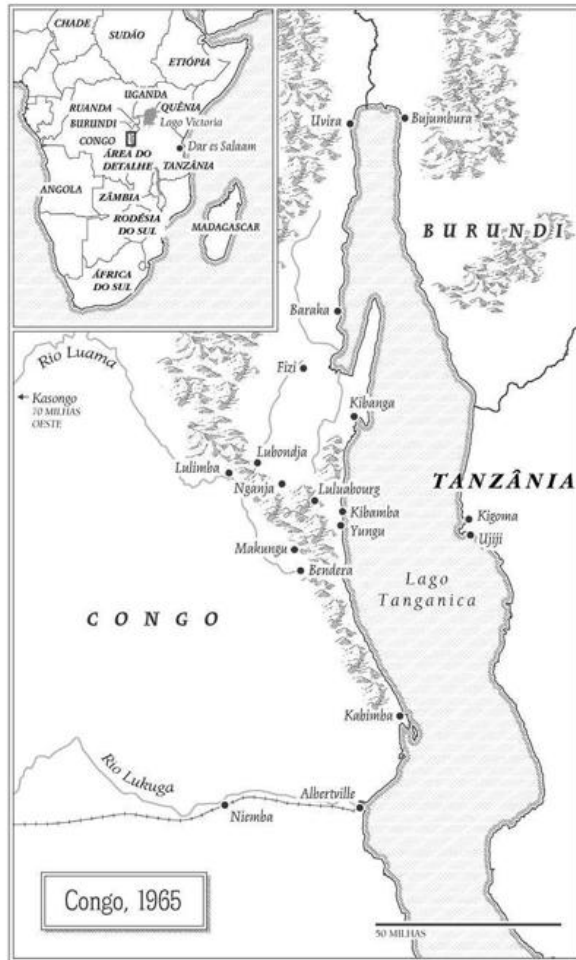 CHADE
SUDÃO
ETIÓPIA
UGANDA
RUANDA
QUÊNIA
BURUNDI
Lago Victoria
CONGO
Dar es Salaam
ÁREA DO
DETALHE
TANZÂNIA
ANGOLA
ZÂMBIA
RODÉSIA
DO SUL
MADAGASCAR
ÁFRICA
DO SUL
Uvira
Bujumbura
BURUNDI
Baraka
Rio Luama
Fizi
Kasongo
70 MILHAS
OESTE
Kibanga
Lubondja
Lulimba
TANZÂNIA
Nganja
Luluabourg
Kibamba
Kigoma
Yungu
Ujiji
Makungu
Bendera
Lago
Tanganica
CONGO
Kabimba
Rio Lukuga
Albertville
Niemba
Congo, 1965
50 MILHAS